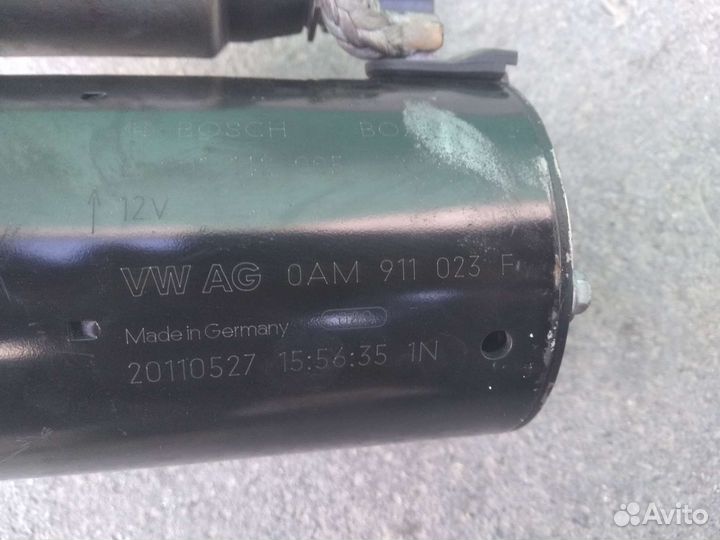 BOSCH
12V
VW AG 0AM 911 023 F
Made in Germany
20110527 15:56:35 1N
Avito